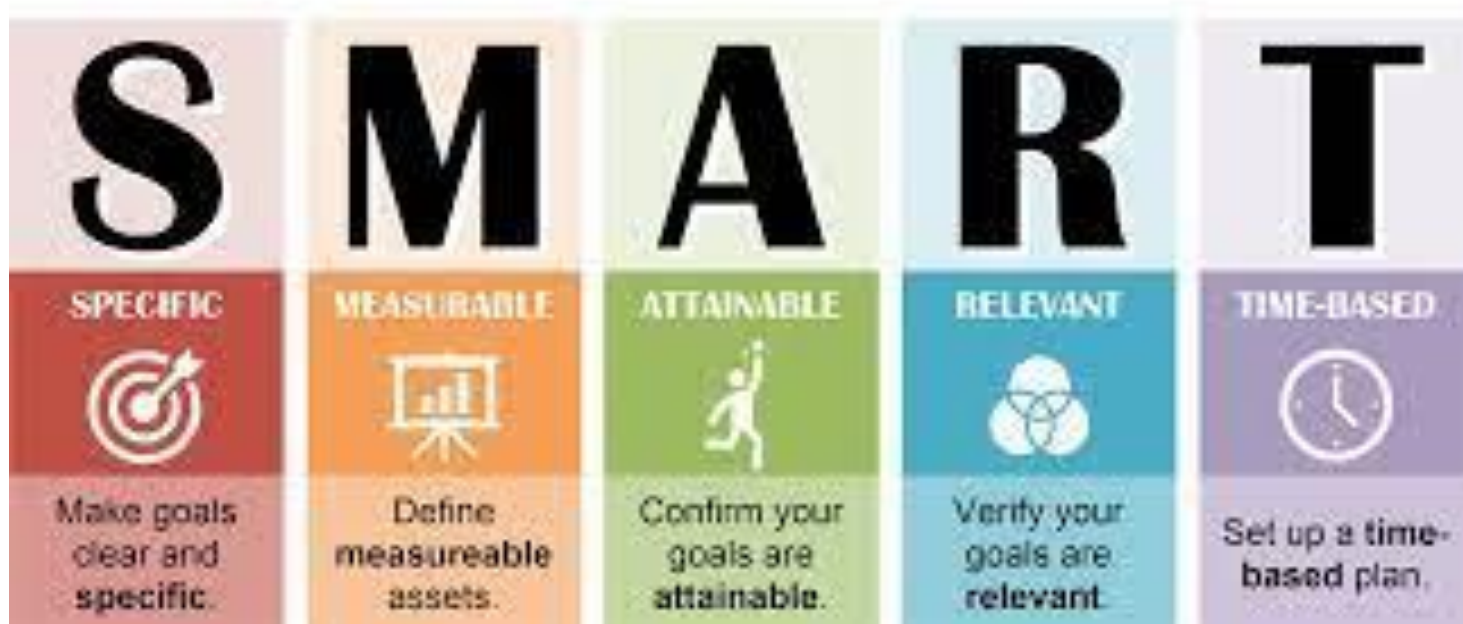 S
SPECIFIC
Make goals
clear and
specific.
M
MEASURABLE
Define
measureable
assets.
A
ATTAINABLE
Confirm your
goals are
attainable.
R
RELEVANT
Verify your
goals are
relevant.
T
TIME-BASED
Set up a time-
based plan.